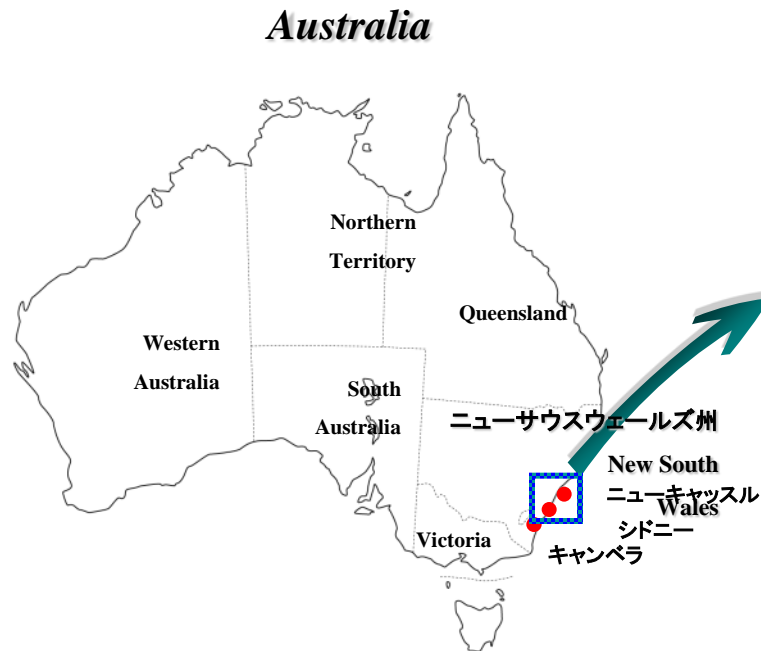 Australia
Northern
Territory
Queensland
Western
Australia
South
Australia
ニューサウスウェールズ州
New South
Wales
ニューキャッスル
シドニー
キャンベラ
Victoria